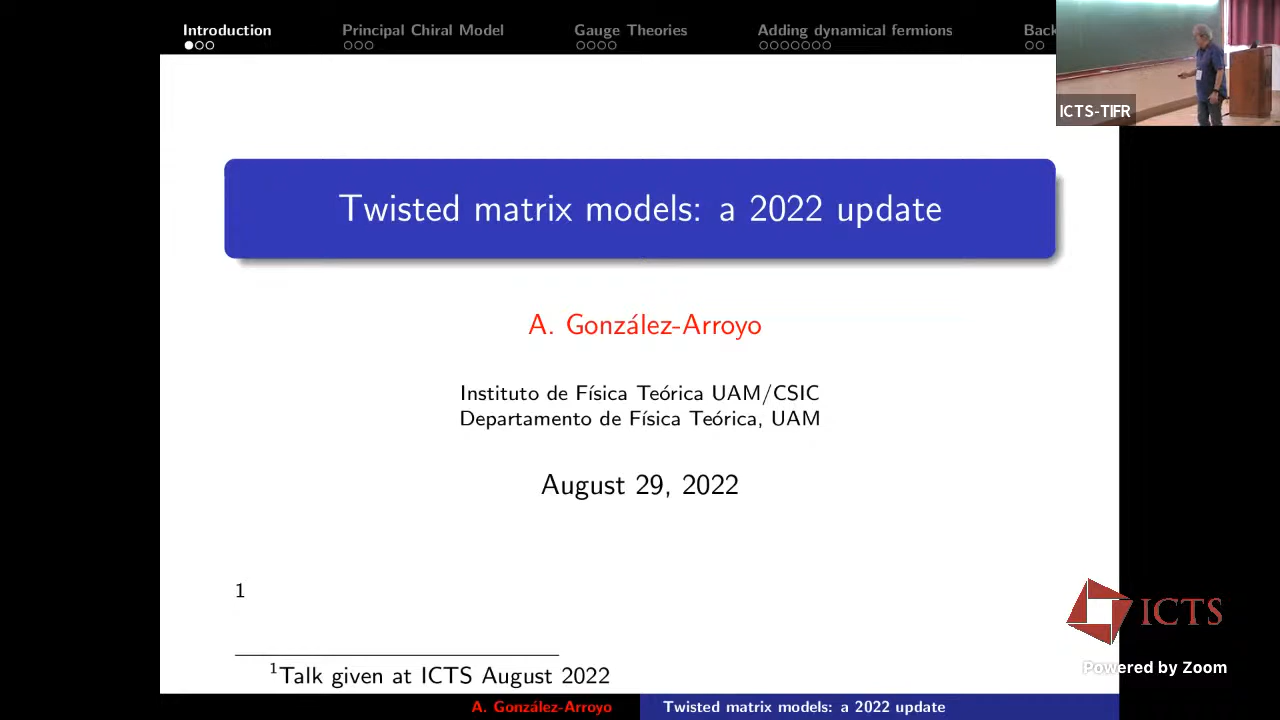 Introduction
Principal Chiral Model
Gauge Theories
Adding dynamical fermions
Back
ICTS-TIFR
Twisted matrix models: a 2022 update
A. González-Arroyo
Instituto de Física Teórica UAM/CSIC
Departamento de Física Teórica, UAM
August 29, 2022
1
1Talk given at ICTS August 2022
ICTS
Powered by Zoom
A. González-Arroyo
Twisted matrix models: a 2022 update